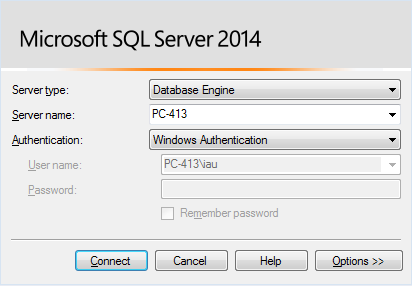 Microsoft SQL Server 2014
Server type: Database Engine
Server name: PC-413
Authentication: Windows Authentication
User name: PC-413\iau
Password:
Remember password
Connect Cancel Help Options >>